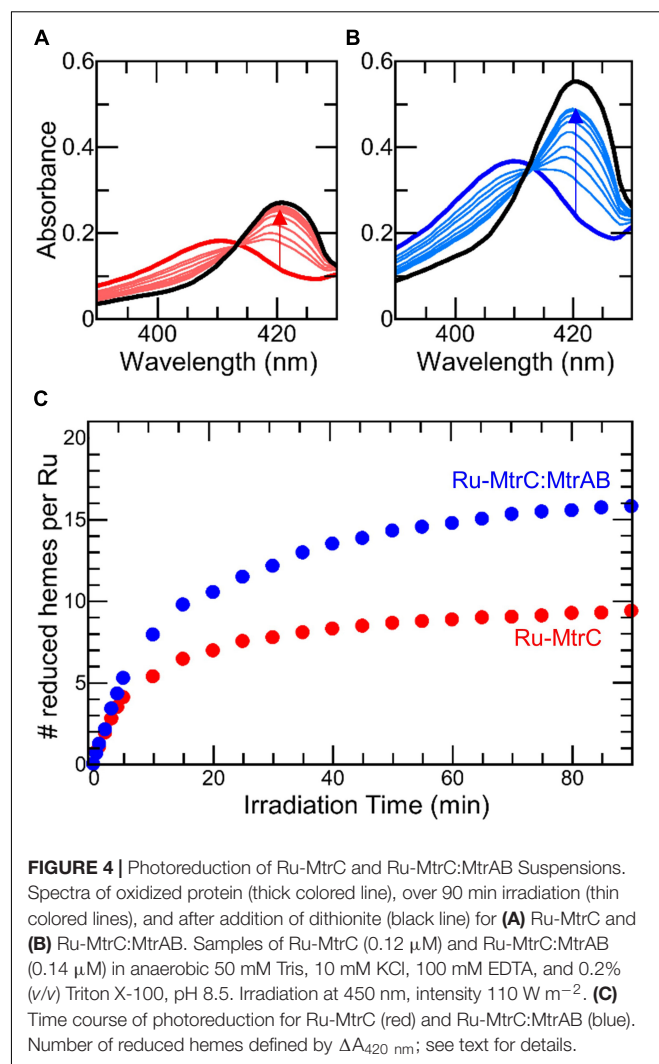 A
B
0.6
0.4
0.2
0
Absorbance
400
420
Wavelength (nm)
0.6
0.4
0.2
0
400
420
Wavelength (nm)
C
20
15
10
5
0
# reduced hemes per Ru
Ru-MtrC:MtrAB
Ru-MtrC
0
20
40
60
80
Irradiation Time (min)
FIGURE 4 | Photoreduction of Ru-MtrC and Ru-MtrC:MtrAB Suspensions.
Spectra of oxidized protein (thick colored line), over 90 min irradiation (thin
colored lines), and after addition of dithionite (black line) for (A) Ru-MtrC and
(B) Ru-MtrC:MtrAB. Samples of Ru-MtrC (0.12 μM) and Ru-MtrC:MtrAB
(0.14 μM) in anaerobic 50 mM Tris, 10 mM KCl, 100 mM EDTA, and 0.2%
(v/v) Triton X-100, pH 8.5. Irradiation at 450 nm, intensity 110 W m⁻². (C)
Time course of photoreduction for Ru-MtrC (red) and Ru-MtrC:MtrAB (blue).
Number of reduced hemes defined by ΔA₄₂₀ ₙₘ; see text for details.